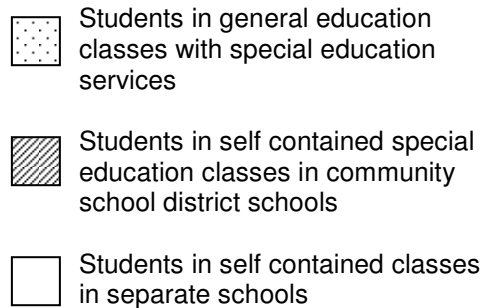 Students in general education
classes with special education
services
Students in self contained special
education classes in community
school district schools
Students in self contained classes
in separate schools